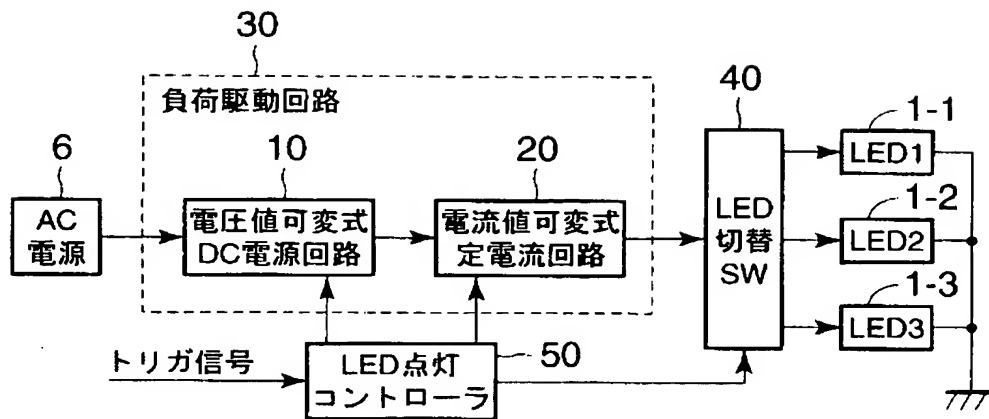 30
負荷駆動回路
6
AC
電源
10
電圧値可変式
DC電源回路
20
電流値可変式
定電流回路
40
LED
切替
SW
1-1
LED1
1-2
LED2
1-3
LED3
トリガ信号
LED点灯
コントローラ
50